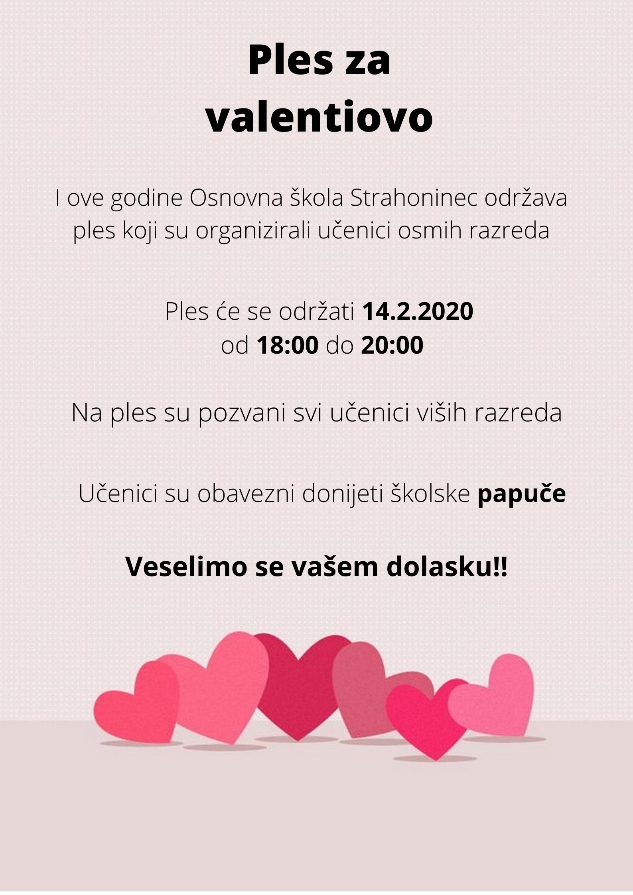 Ples za
valentiovo
I ove godine Osnovna škola Strahoninec održava
ples koji su organizirali učenici osmih razreda
Ples će se održati 14.2.2020
od 18:00 do 20:00
Na ples su pozvani svi učenici viših razreda
Učenici su obavezni donijeti školske papuče
Veselimo se vašem dolasku!!